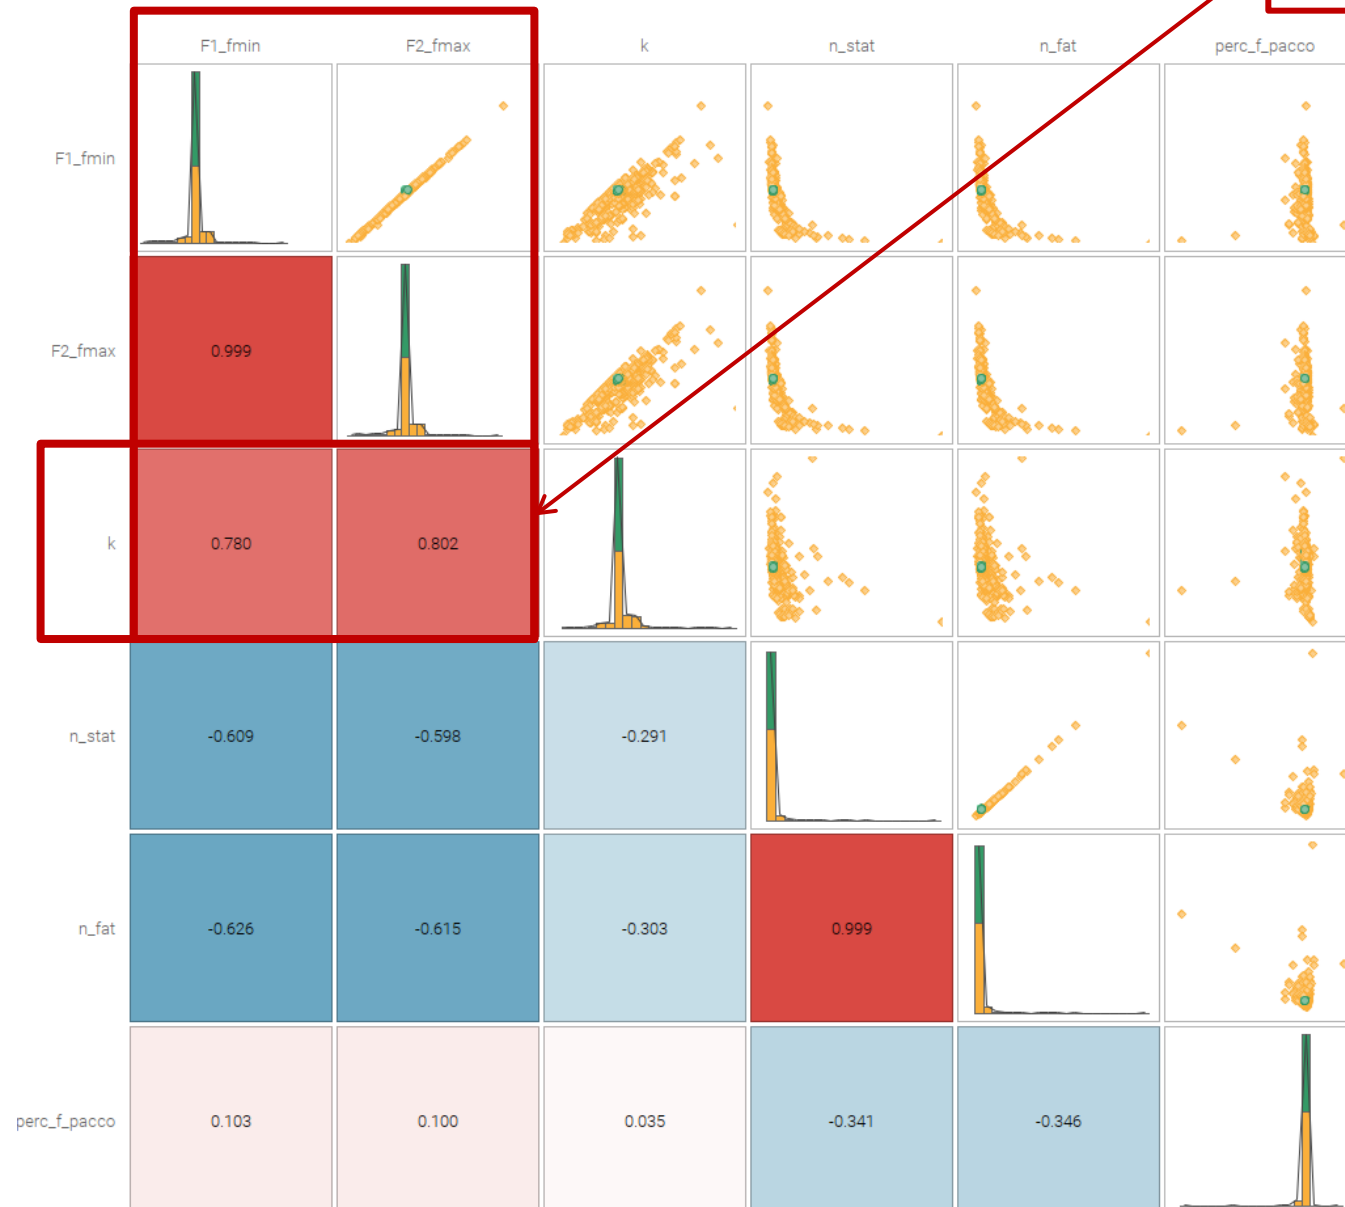 F1_fmin F2_fmax k n_stat n_fat perc_f_pacco
F1_fmin
F2_fmax 0.999
k 0.780 0.802
n_stat -0.609 -0.598 -0.291
n_fat -0.626 -0.615 -0.303 0.999
perc_f_pacco 0.103 0.100 0.035 -0.341 -0.346